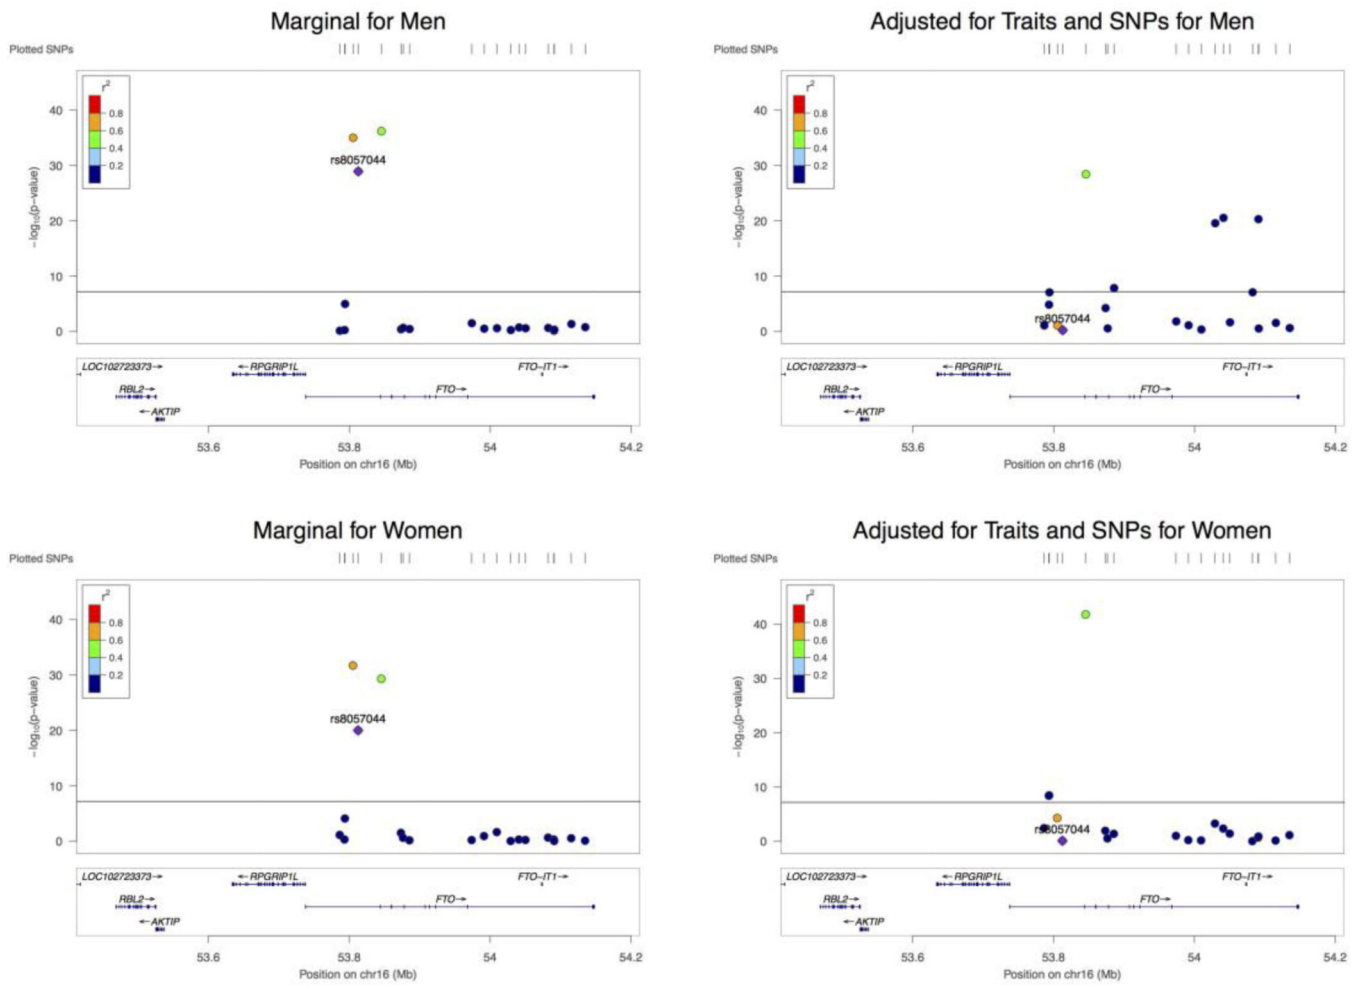 Marginal for Men
Plotted SNPs
r²
0.8
0.6
0.4
0.2
40
30
20
10
0
−log₁₀(p−value)
rs8057044
LOC102723373→
←RPGRIP1L
FTO−IT1→
RBL2→
FTO→
←AKTIP
53.6
53.8
54
54.2
Position on chr16 (Mb)
Adjusted for Traits and SNPs for Men
Plotted SNPs
r²
0.8
0.6
0.4
0.2
40
30
20
10
0
−log₁₀(p−value)
rs8057044
LOC102723373→
←RPGRIP1L
FTO−IT1→
RBL2→
FTO→
←AKTIP
53.6
53.8
54
54.2
Position on chr16 (Mb)
Marginal for Women
Plotted SNPs
r²
0.8
0.6
0.4
0.2
40
30
20
10
0
−log₁₀(p−value)
rs8057044
LOC102723373→
←RPGRIP1L
FTO−IT1→
RBL2→
FTO→
←AKTIP
53.6
53.8
54
54.2
Position on chr16 (Mb)
Adjusted for Traits and SNPs for Women
Plotted SNPs
r²
0.8
0.6
0.4
0.2
40
30
20
10
0
−log₁₀(p−value)
rs8057044
LOC102723373→
←RPGRIP1L
FTO−IT1→
RBL2→
FTO→
←AKTIP
53.6
53.8
54
54.2
Position on chr16 (Mb)